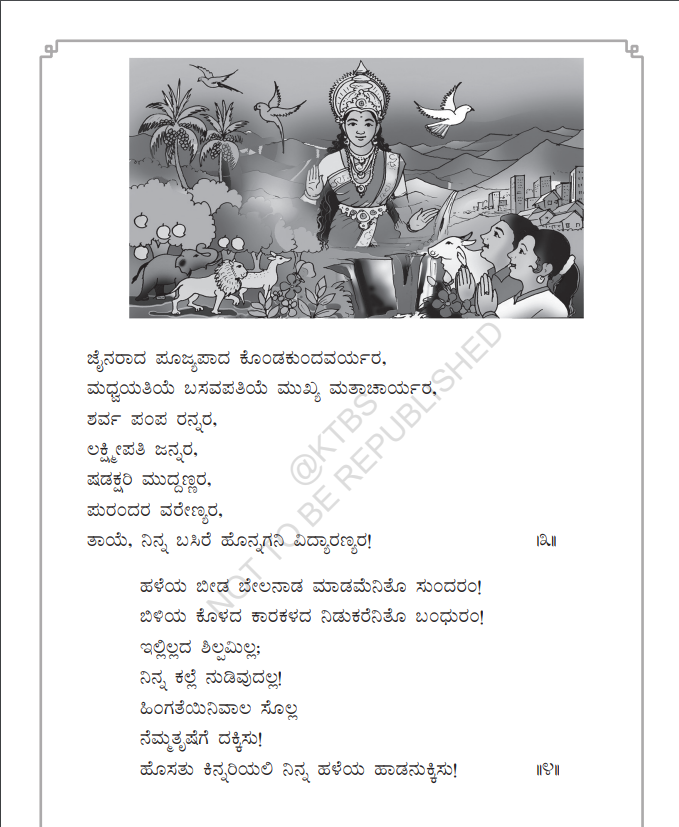 ಜೈನರಾದ ಪೂಜ್ಯಪಾದ ಕೊಂಡಕುಂದವರ್ಯರ,
ಮಧ್ವಯತಿಯೆ ಬಸವಪತಿಯೆ ಮುಖ್ಯ ಮತಾಚಾರ್ಯರ,
ಶರ್ವ ಪಂಪ ರನ್ನರ,
ಲಕ್ಷ್ಮೀಪತಿ ಜನ್ನರ,
ಷಡಕ್ಷರಿ ಮುದ್ದಣ್ಣರ,
ಪುರಂದರ ವರೇಣ್ಯರ,
ತಾಯೆ, ನಿನ್ನ ಬಸಿರೆ ಹೊನ್ನಗನಿ ವಿದ್ಯಾರಣ್ಯರ! ।೩॥
ಹಳೆಯ ಬೀಡ ಬೇಲನಾಡ ಮಾಡಮೆನಿತೊ ಸುಂದರಂ!
ಬಿಳಿಯ ಕೊಳದ ಕಾರಕಳದ ನಿಡುಕರೆನಿತೊ ಬಂಧುರಂ!
ಇಲ್ಲಿಲ್ಲದ ಶಿಲ್ಪಮಿಲ್ಲ;
ನಿನ್ನ ಕಲ್ಲೆ ನುಡಿವುದಲ್ಲ!
ಹಿಂಗತೆಯಿನಿವಾಲ ಸೊಲ್ಲ
ನೆಮ್ಮತೃಷೆಗೆ ದಕ್ಕಿಸು!
ಹೊಸತು ಕಿನ್ನರಿಯಲಿ ನಿನ್ನ ಹಳೆಯ ಹಾಡನುಕ್ಕಿಸು! ॥೪॥
@KTBS
NOT TO BE REPUBLISHED